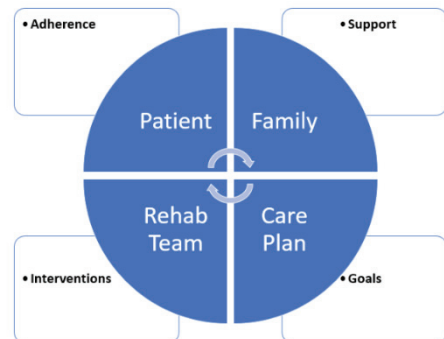 • Adherence
• Support
Patient
Family
Rehab
Team
Care
Plan
• Interventions
• Goals